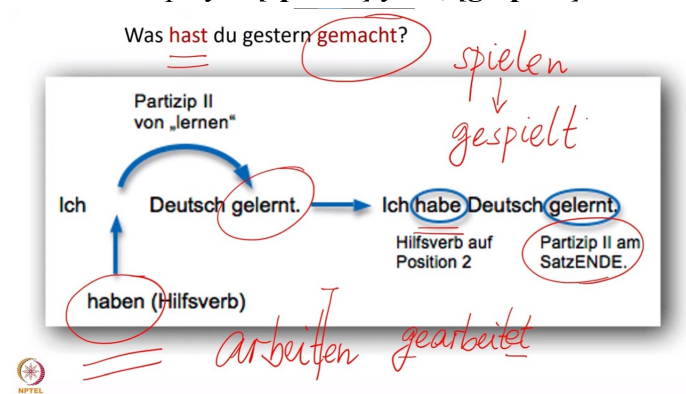 Was hast du gestern gemacht?
spielen
gespielt
Partizip II
von „lernen“
Ich Deutsch gelernt. Ich habe Deutsch gelernt.
Hilfsverb auf
Position 2
Partizip II am
SatzENDE.
haben (Hilfsverb)
arbeiten gearbeitet
NPTEL